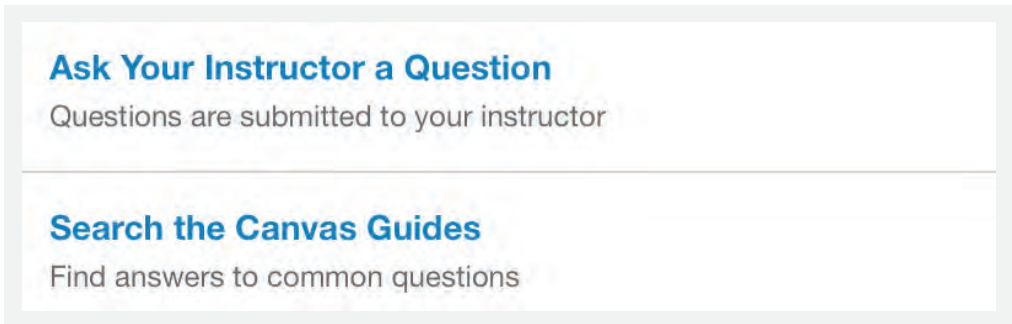 Ask Your Instructor a Question
Questions are submitted to your instructor
Search the Canvas Guides
Find answers to common questions